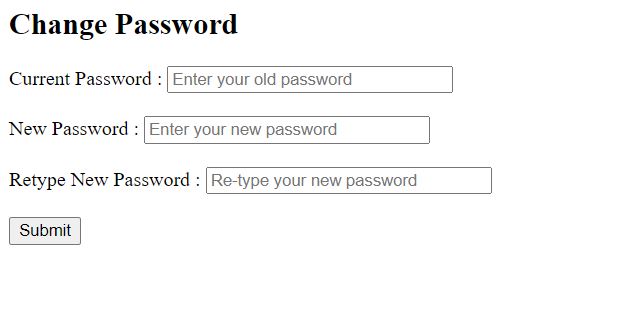 Change Password
Current Password : Enter your old password
New Password : Enter your new password
Retype New Password : Re-type your new password
Submit